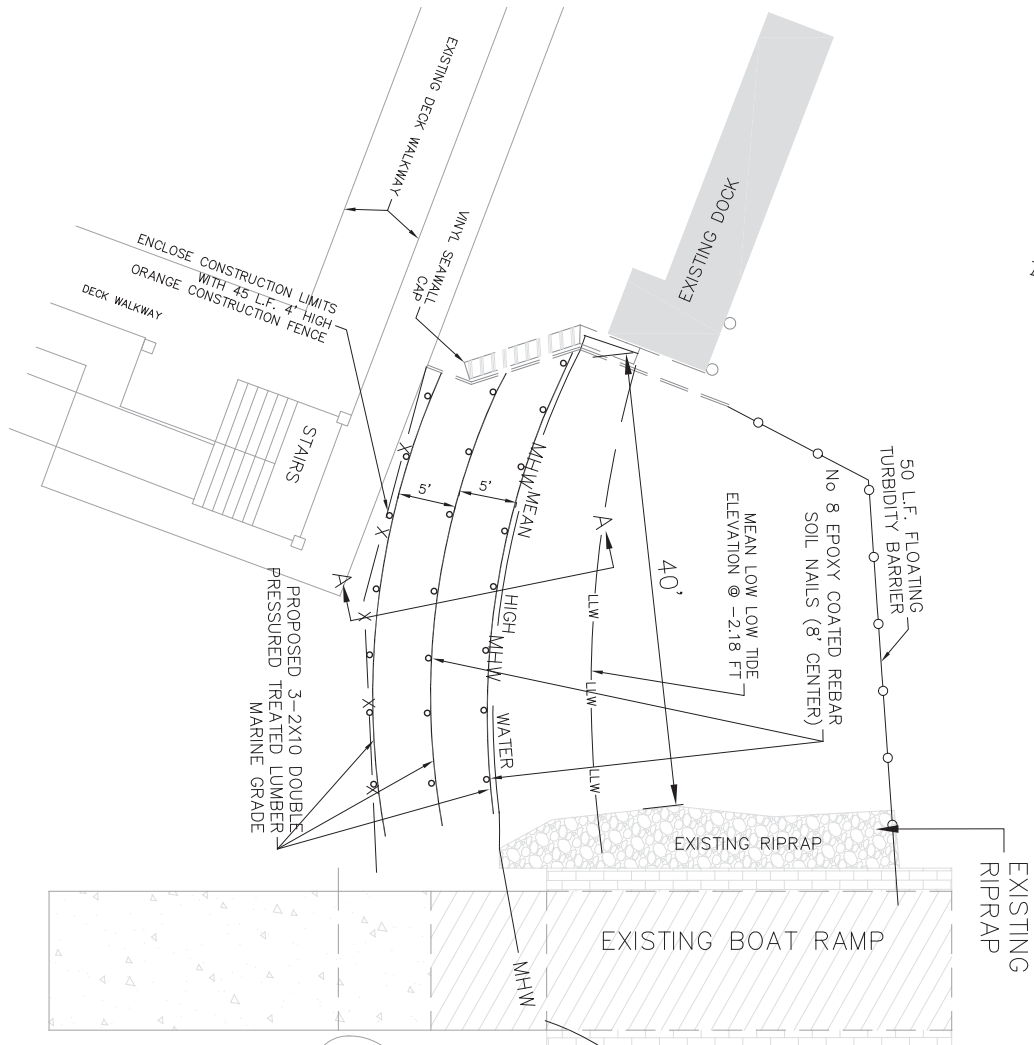 EXISTING DECK WALKWAY
EXISTING DOCK
VINYL SEAWALL
CAP
ENCLOSE CONSTRUCTION LIMITS
WITH 45 L.F. 4' HIGH
ORANGE CONSTRUCTION FENCE
DECK WALKWAY
STAIRS
50 L.F. FLOATING
TURBIDITY BARRIER
No 8 EPOXY COATED REBAR
SOIL NAILS (8' CENTER)
MEAN LOW LOW TIDE
ELEVATION @ -2.18 FT
40'
5'
5'
MHW
MEAN
HIGH
MHW
WATER
A
A
LLW
LLW
LLW
X
X
X
X
X
PROPOSED 3-2X10 DOUBLE
PRESSURED TREATED LUMBER
MARINE GRADE
EXISTING RIPRAP
EXISTING
RIPRAP
EXISTING BOAT RAMP
MHW